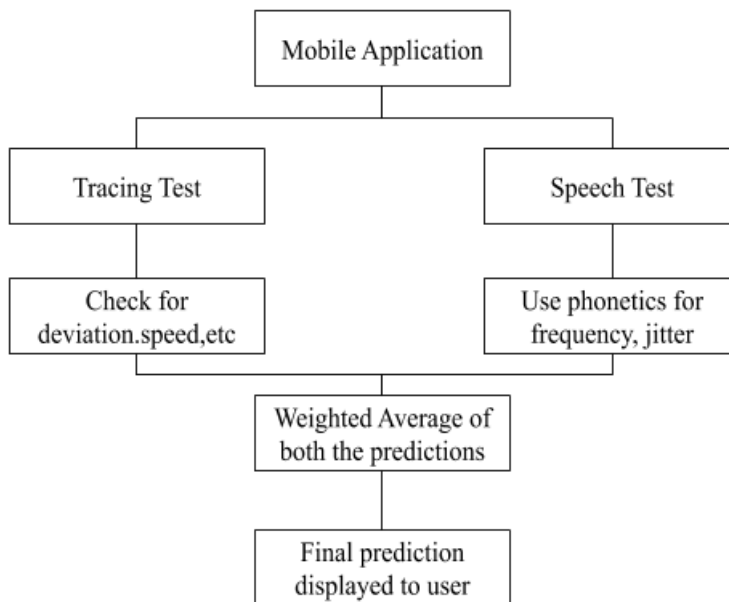 Mobile Application
Tracing Test
Speech Test
Check for
deviation.speed,etc
Use phonetics for
frequency, jitter
Weighted Average of
both the predictions
Final prediction
displayed to user